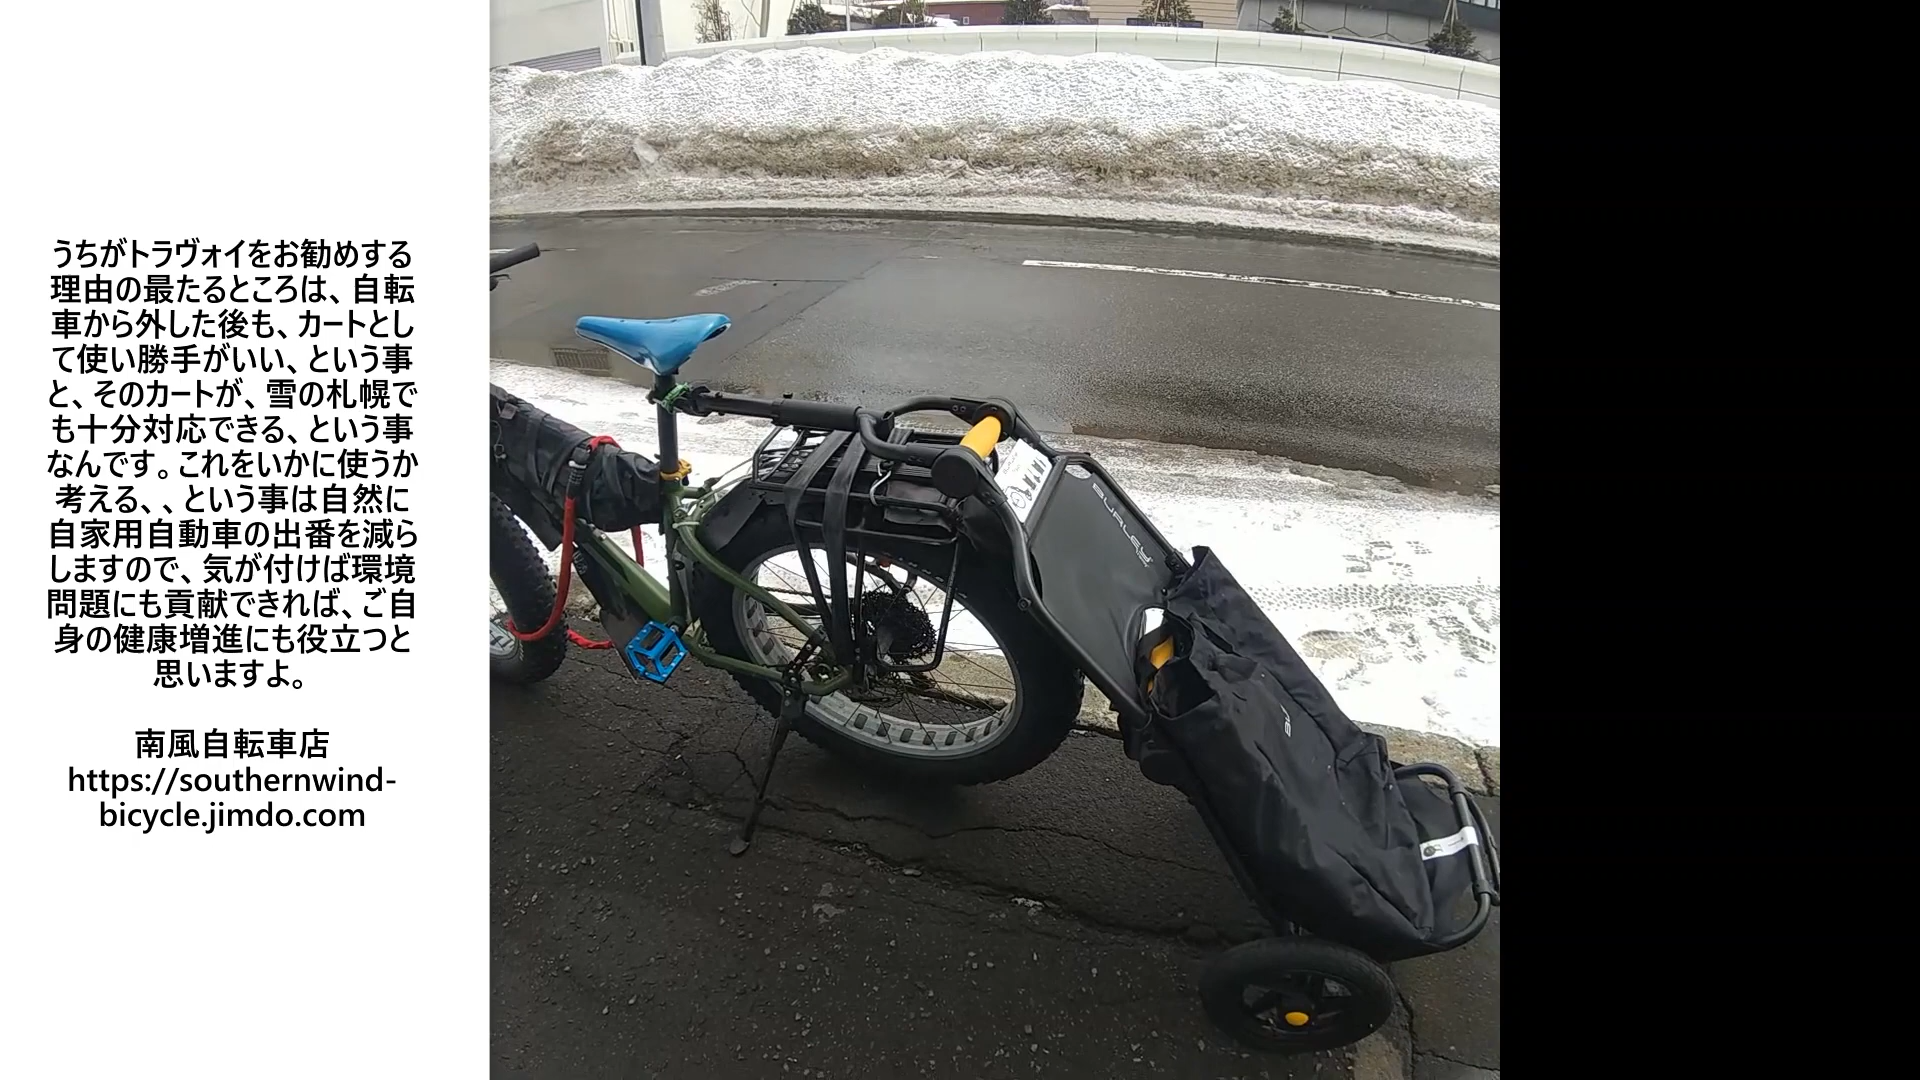 うちがトラヴォイをお勧めする
理由の最たるところは、自転
車から外した後も、カートとし
て使い勝手がいい、という事
と、そのカートが、雪の札幌で
も十分対応できる、という事
なんです。これをいかに使うか
考える、、という事は自然に
自家用自動車の出番を減ら
しますので、気が付けば環境
問題にも貢献できれば、ご自
身の健康増進にも役立つと
思いますよ。
南風自転車店
https://southernwind-
bicycle.jimdo.com
BURLEY